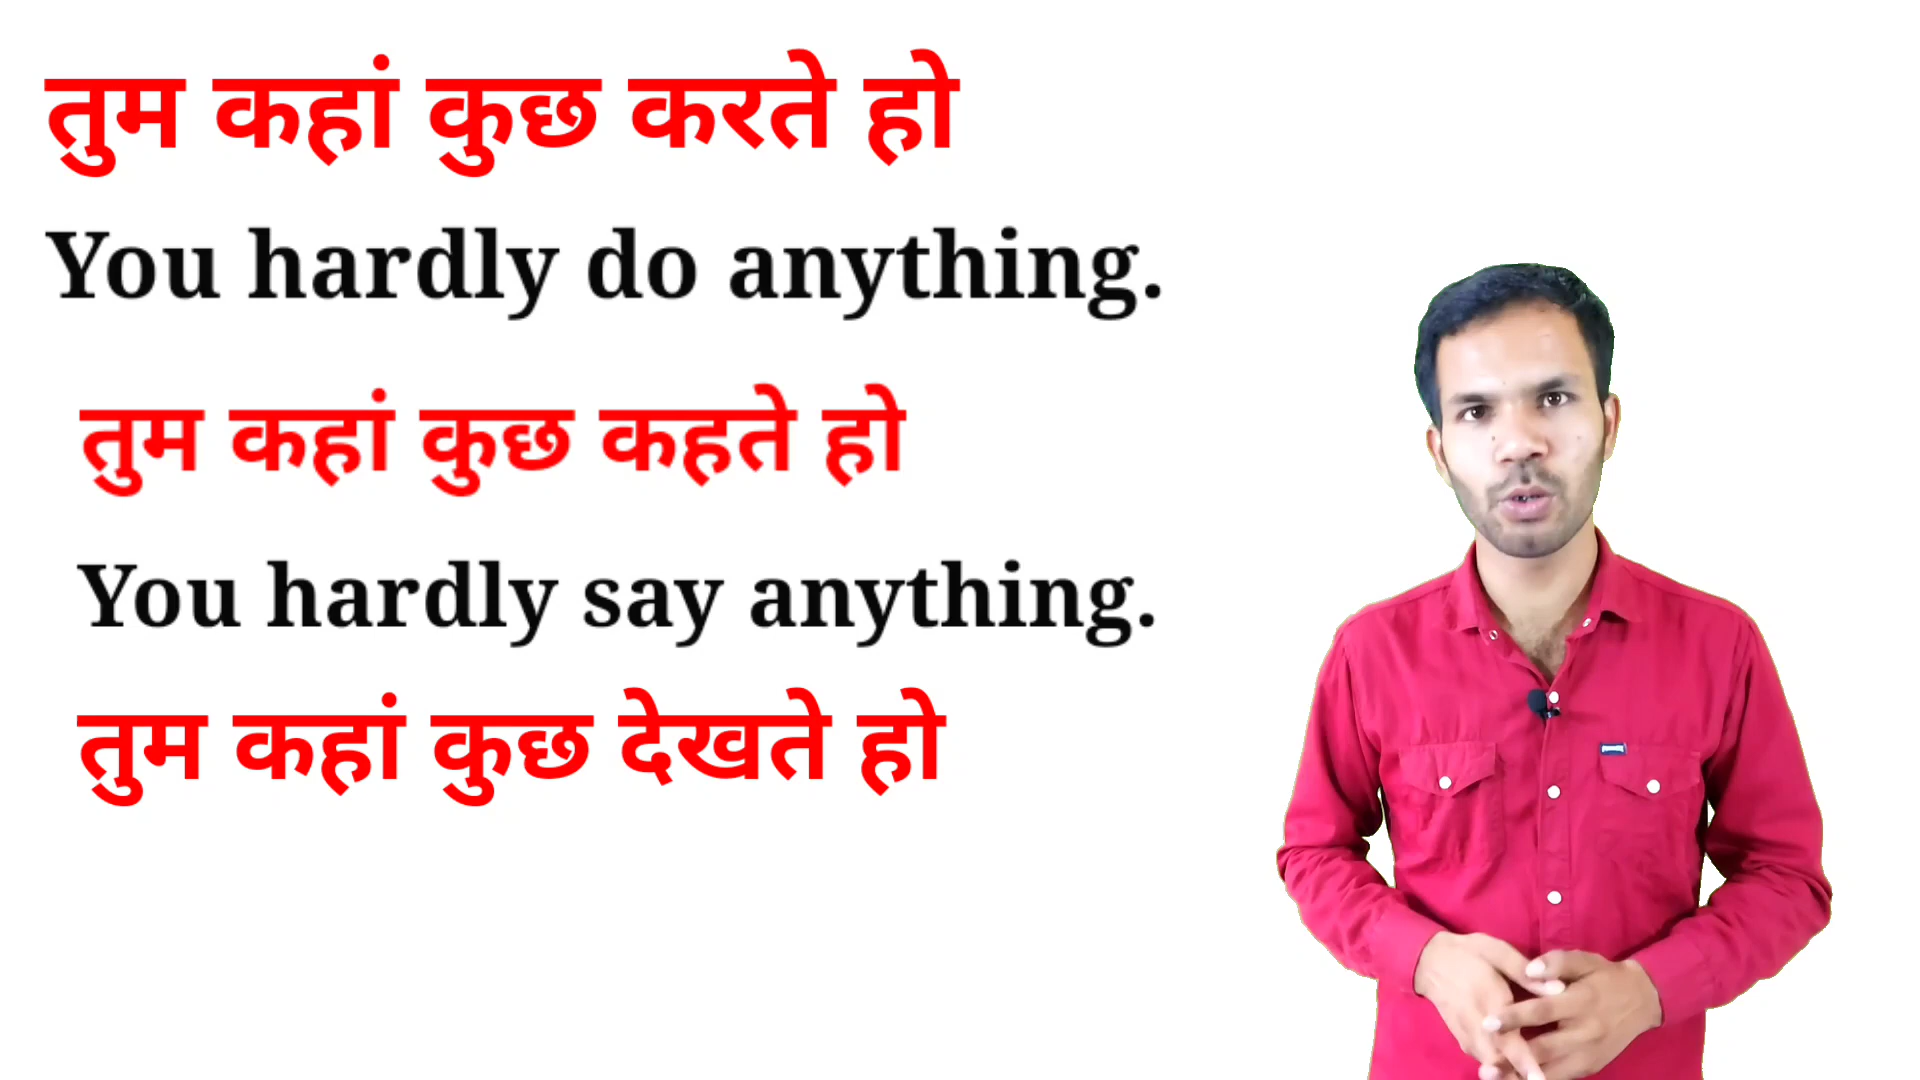 तुम कहां कुछ करते हो
You hardly do anything.
तुम कहां कुछ कहते हो
You hardly say anything.
तुम कहां कुछ देखते हो